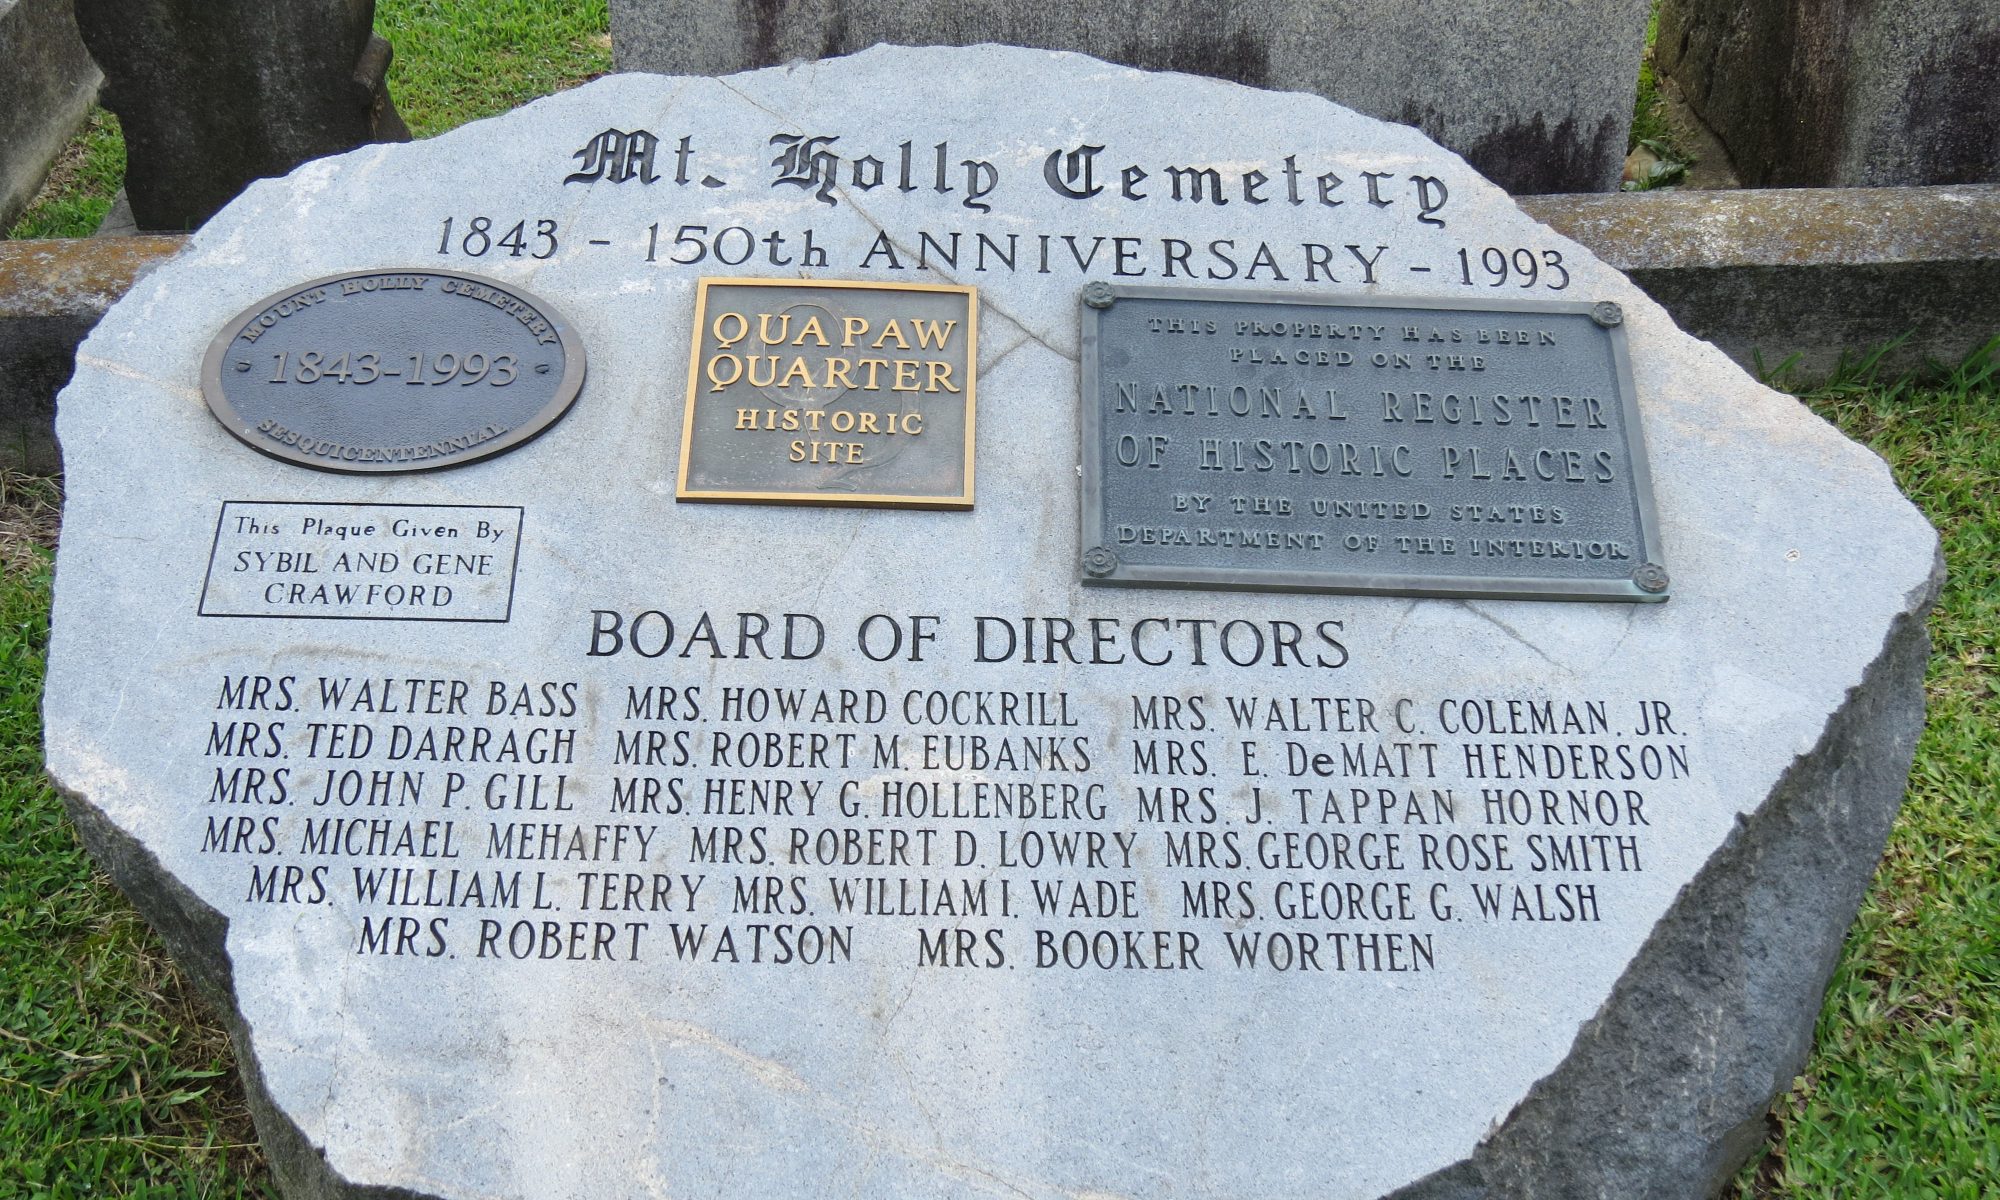 Mt. Holly Cemetery
1843 - 150th ANNIVERSARY - 1993
MOUNT HOLLY CEMETERY
1843-1993
SESQUICENTENNIAL
QUAPAW
QUARTER
HISTORIC
SITE
THIS PROPERTY HAS BEEN
PLACED ON THE
NATIONAL REGISTER
OF HISTORIC PLACES
BY THE UNITED STATES
DEPARTMENT OF THE INTERIOR
This Plaque Given By
SYBIL AND GENE
CRAWFORD
BOARD OF DIRECTORS
MRS. WALTER BASS MRS. HOWARD COCKRILL MRS. WALTER C. COLEMAN, JR.
MRS. TED DARRAGH MRS. ROBERT M. EUBANKS MRS. E. DeMATT HENDERSON
MRS. JOHN P. GILL MRS. HENRY G. HOLLENBERG MRS. J. TAPPAN HORNOR
MRS. MICHAEL MEHAFFY MRS. ROBERT D. LOWRY MRS. GEORGE ROSE SMITH
MRS. WILLIAM L. TERRY MRS. WILLIAM I. WADE MRS. GEORGE G. WALSH
MRS. ROBERT WATSON MRS. BOOKER WORTHEN